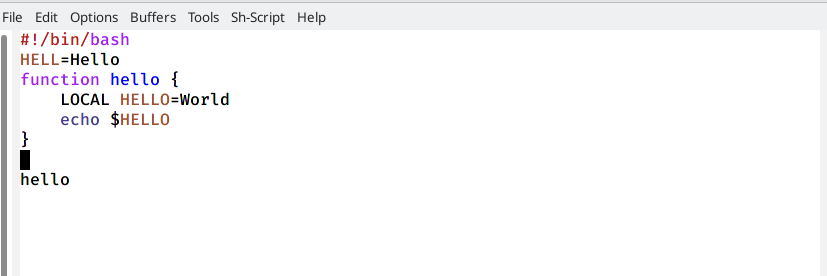 File Edit Options Buffers Tools Sh-Script Help
#!/bin/bash
HELL=Hello
function hello {
    LOCAL HELLO=World
    echo $HELLO
}
hello